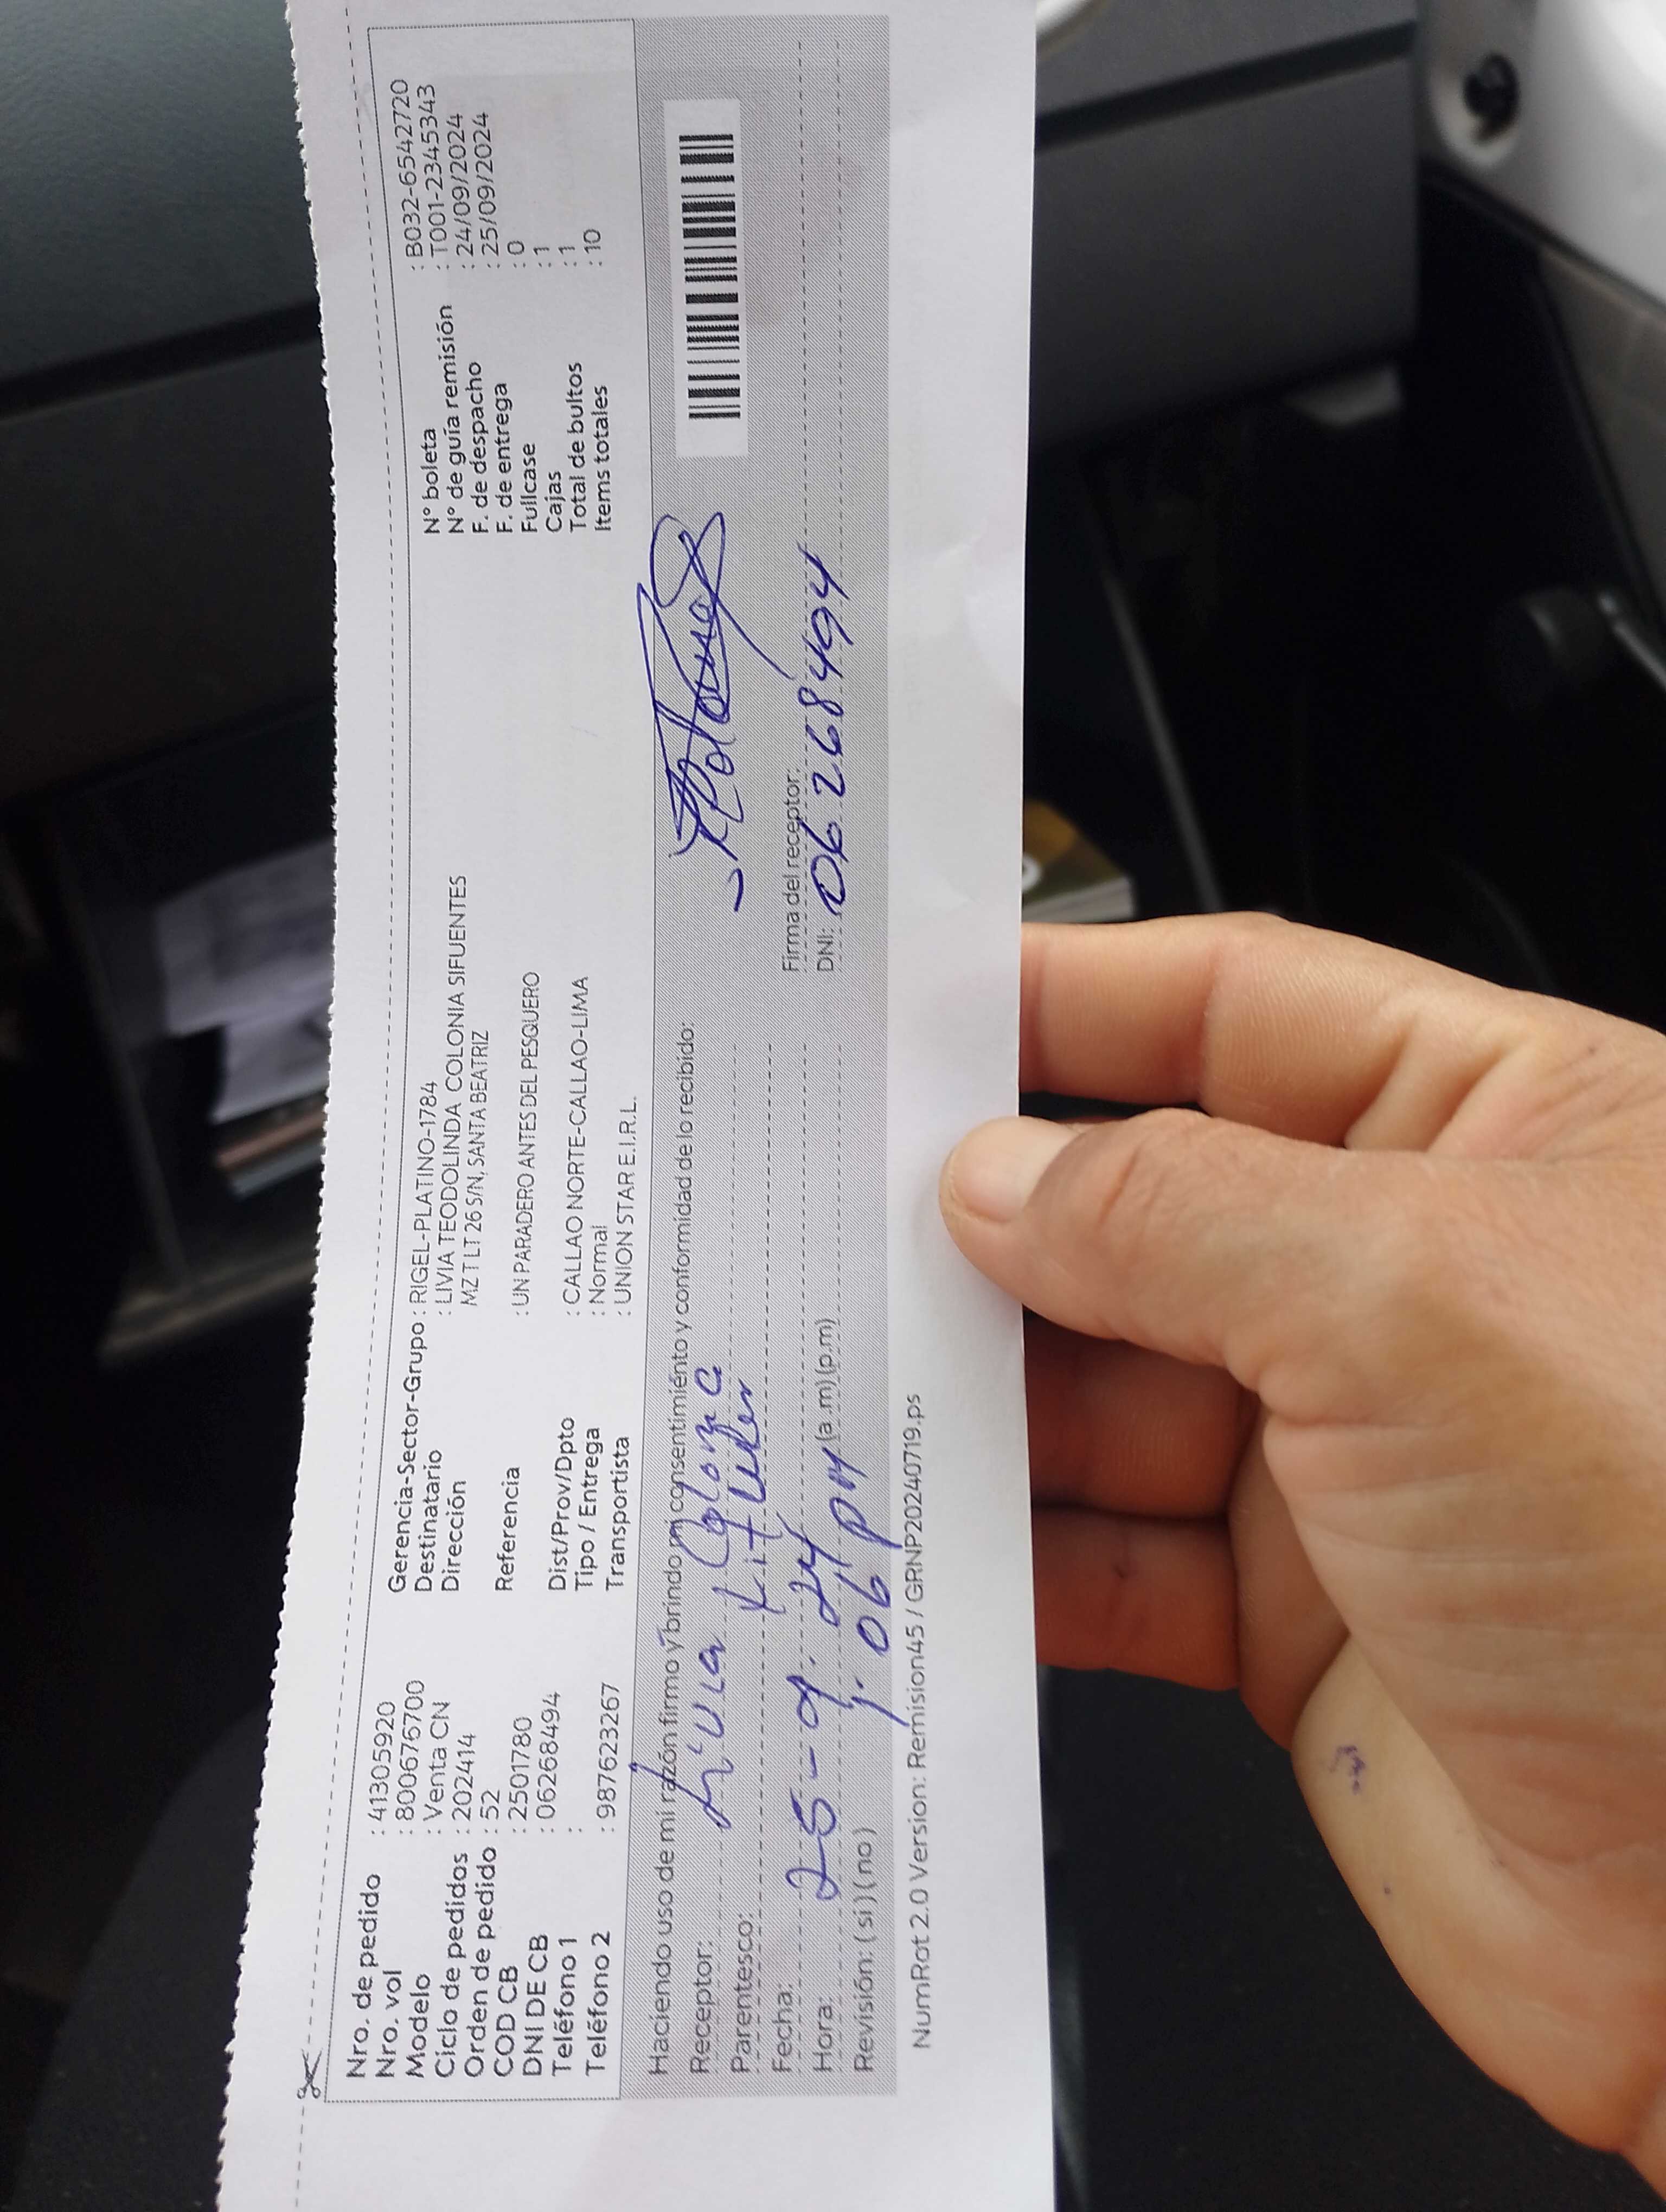 Nro. de pedido : 41305920
Nro. vol : 800676700
Modelo : Venta CN
Ciclo de pedidos : 202414
Orden de pedido : 52
COD CB : 2501780
DNI DE CB : 06268494
Teléfono 1 :
Teléfono 2 : 987623267
Gerencia-Sector-Grupo : RIGEL-PLATINO-1784
Destinatario : LIVIA TEODOLINDA COLONIA SIFUENTES
Dirección MZ T LT 26 S/N, SANTA BEATRIZ
Referencia : UN PARADERO ANTES DEL PESQUERO
Dist/Prov/Dpto : CALLAO NORTE-CALLAO-LIMA
Tipo / Entrega : Normal
Transportista : UNION STAR E.I.R.L.
N° boleta : B032-6542720
N° de guía remisión : T001-2345343
F. de despacho : 24/09/2024
F. de entrega : 25/09/2024
Fullcase : 0
Cajas : 1
Total de bultos : 1
Items totales : 10
Haciendo uso de mi razón firmo y brindo mi consentimiento y conformidad de lo recibido:
Receptor: Livia
Parentesco:
Fecha: 25-9-24
Hora: 06 PM (a.m) (p.m)
Revisión: (si) (no)
Firma del receptor:
DNI: 06268494
NumRot 2.0 Version: Remision45 / GRNP20240719.ps